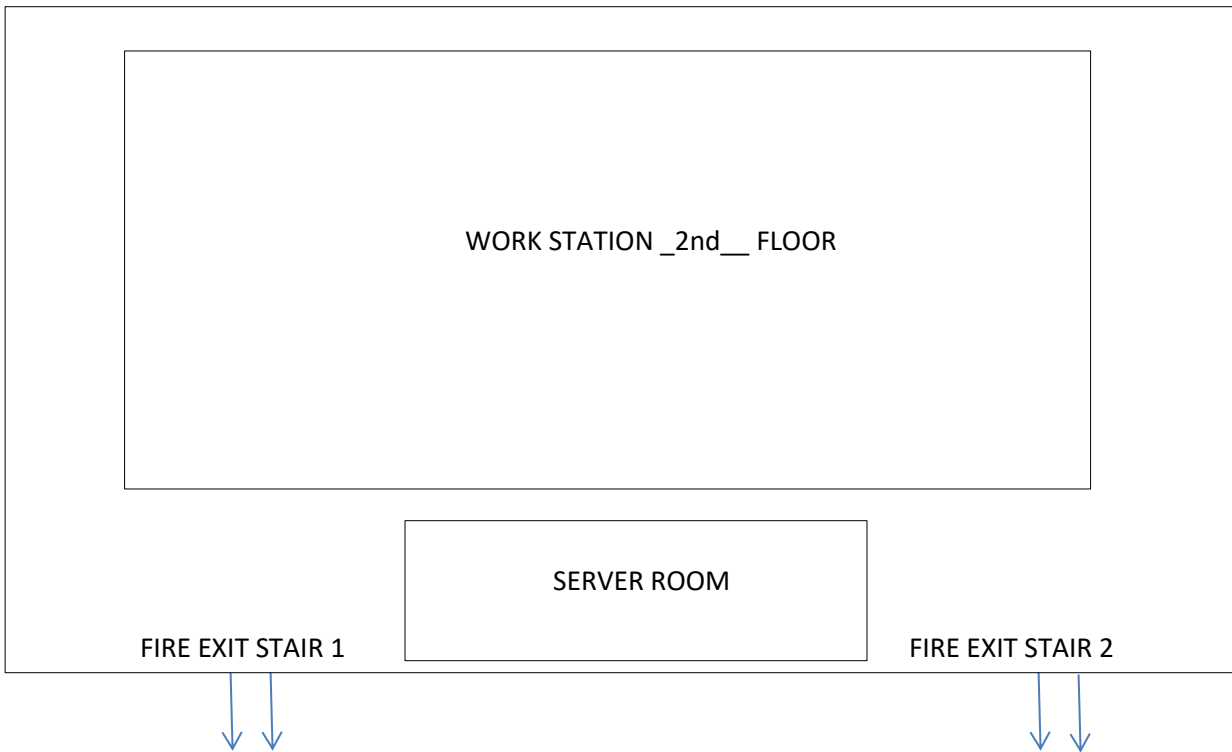 WORK STATION _2nd__ FLOOR
SERVER ROOM
FIRE EXIT STAIR 1
FIRE EXIT STAIR 2